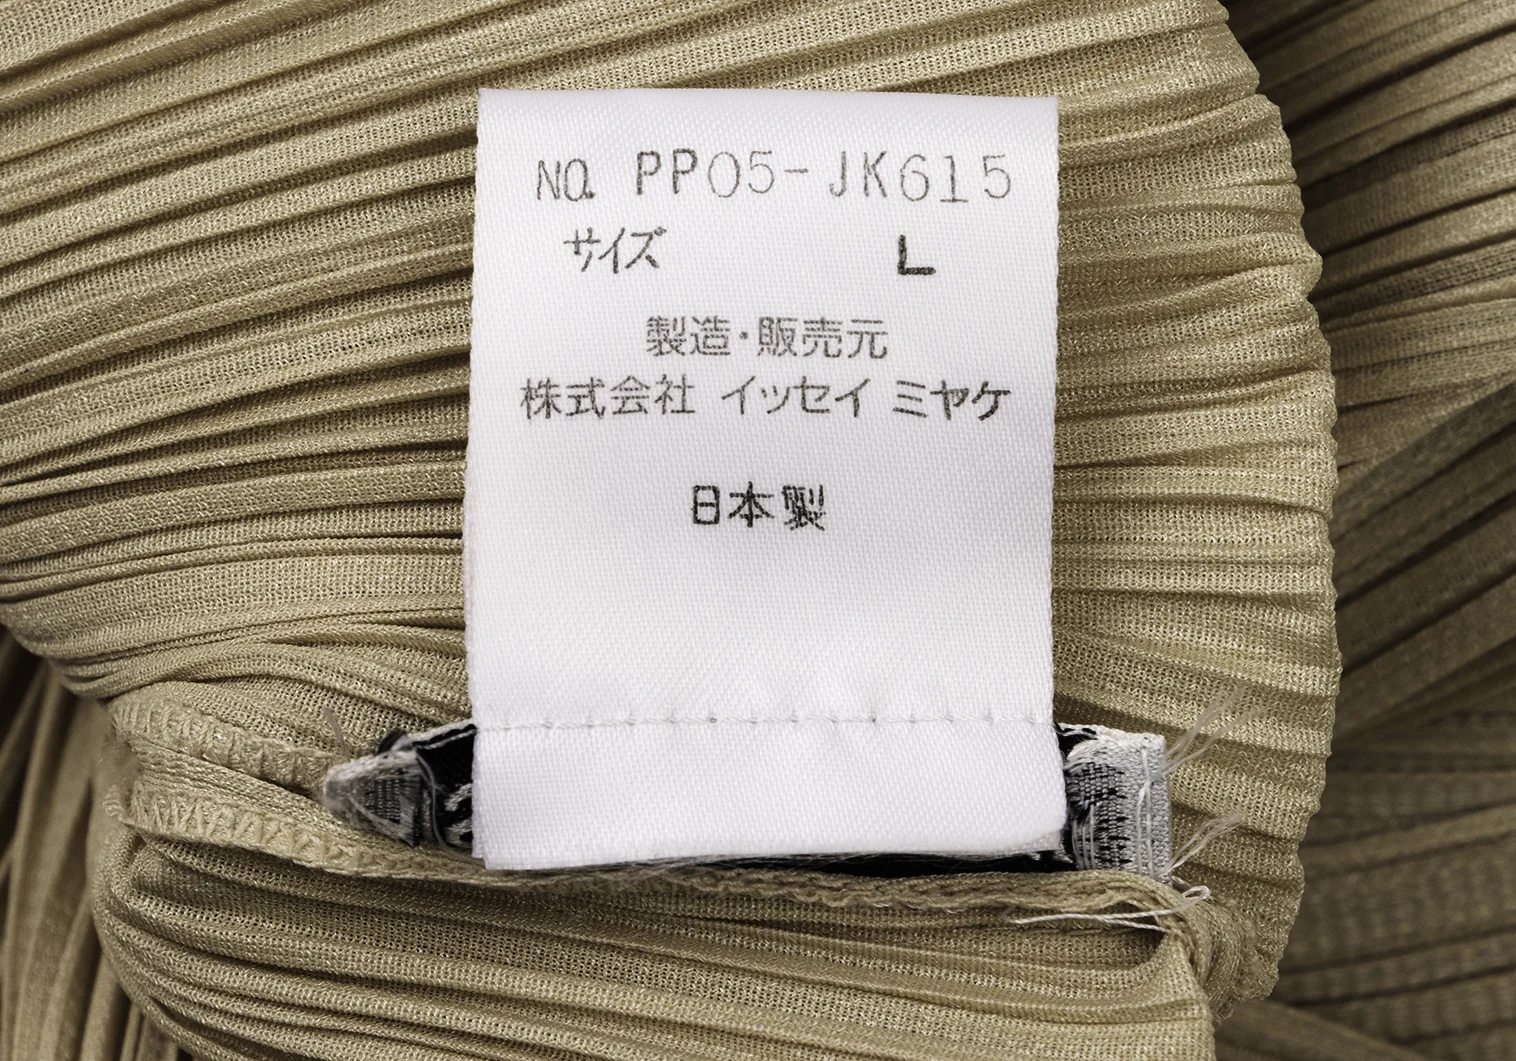 NO. PP05-JK615
サイズ L
製造・販売元
株式会社 イッセイ ミヤケ
日本製